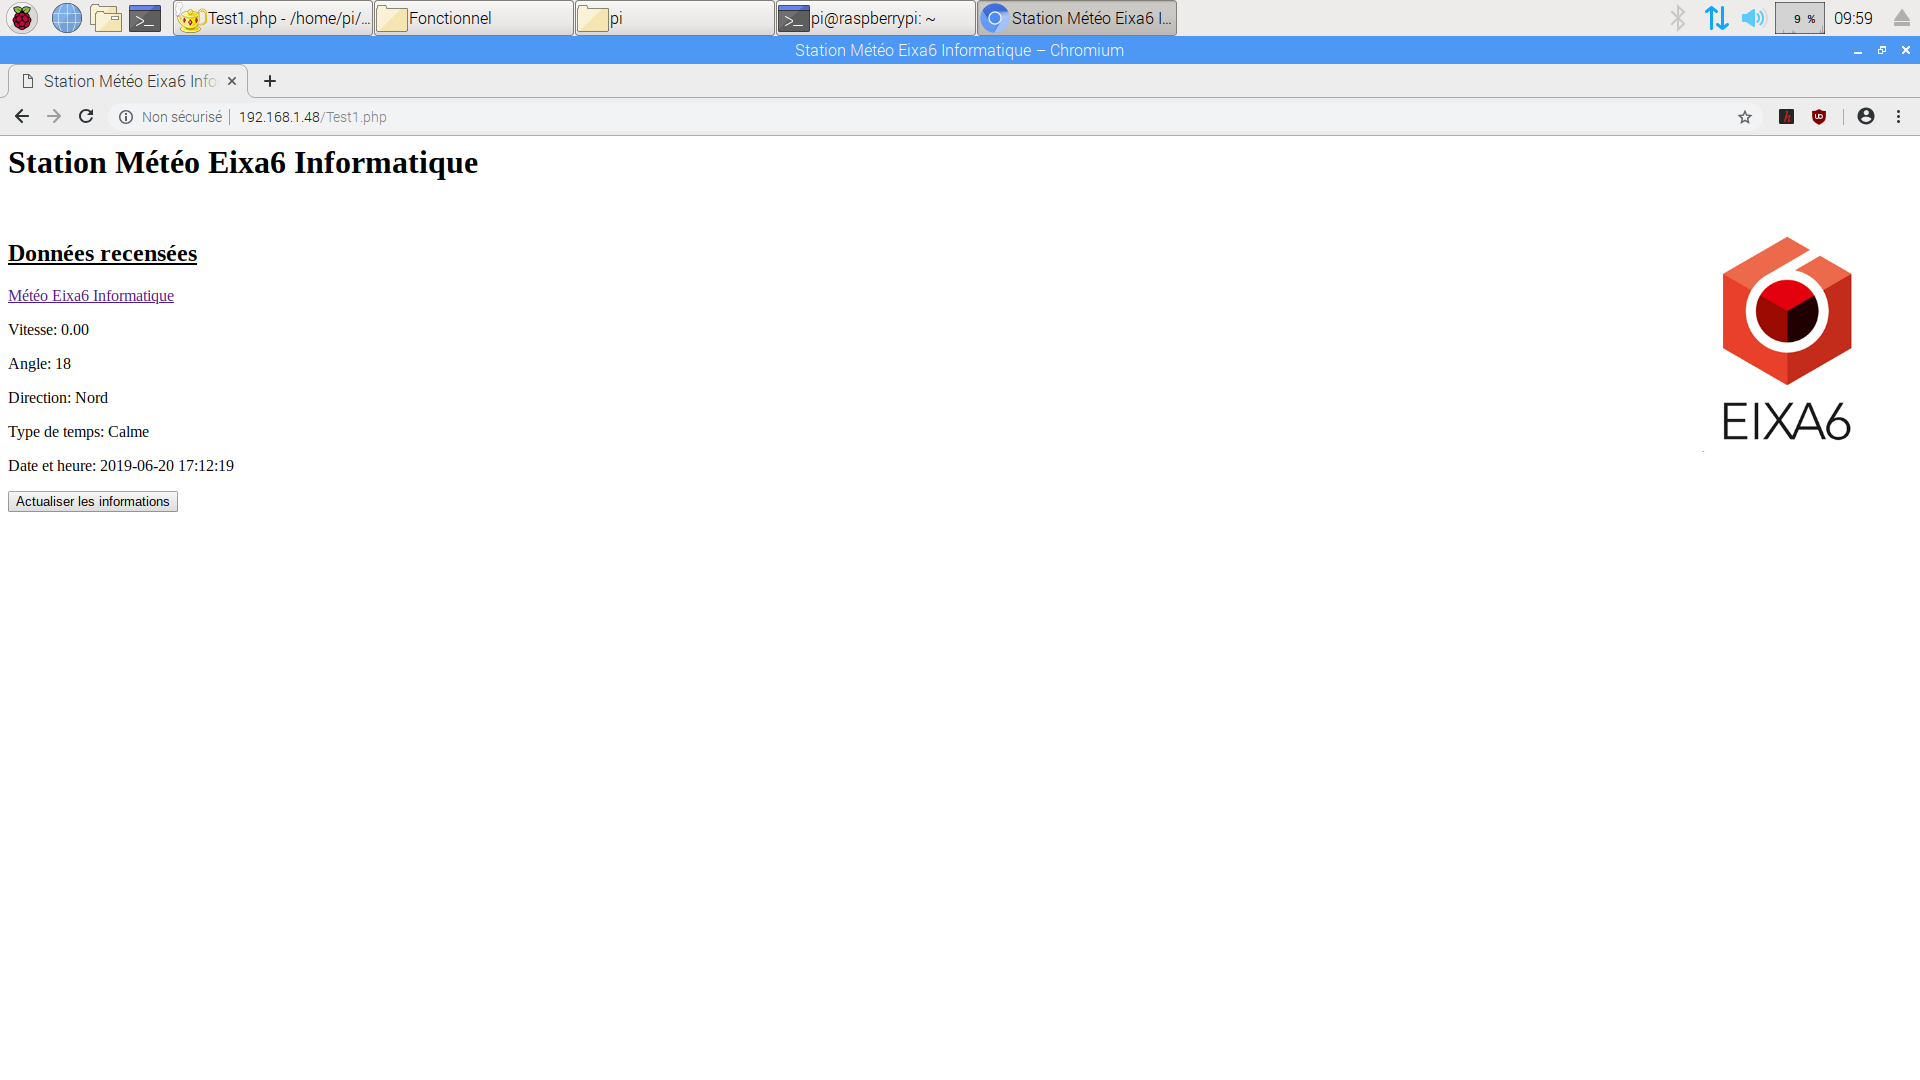 Test1.php - /home/pi/...
Fonctionnel
pi
pi@raspberrypi: ~
Station Météo Eixa6 I...
9 %
09:59
Station Météo Eixa6 Informatique – Chromium
Station Météo Eixa6 Info
Non sécurisé
192.168.1.48/Test1.php
Station Météo Eixa6 Informatique
Données recensées
Météo Eixa6 Informatique
Vitesse: 0.00
Angle: 18
Direction: Nord
Type de temps: Calme
Date et heure: 2019-06-20 17:12:19
Actualiser les informations
EIXA6